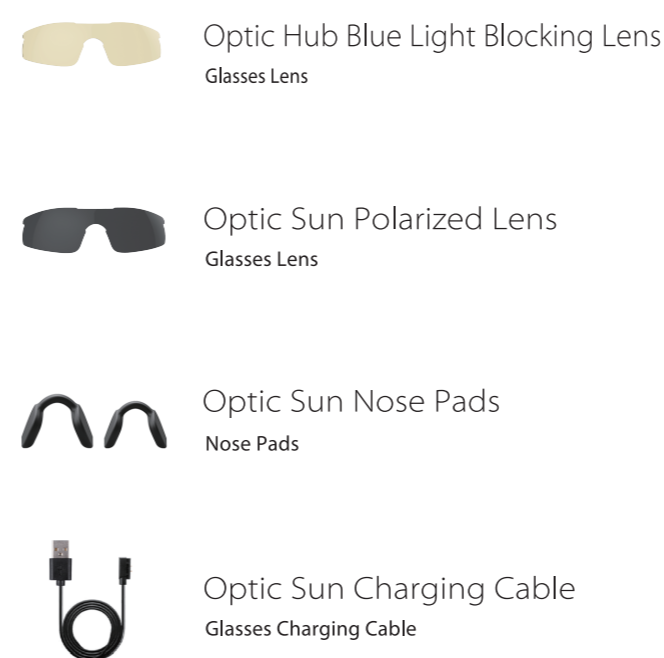 Optic Hub Blue Light Blocking Lens
Glasses Lens
Optic Sun Polarized Lens
Glasses Lens
Optic Sun Nose Pads
Nose Pads
Optic Sun Charging Cable
Glasses Charging Cable